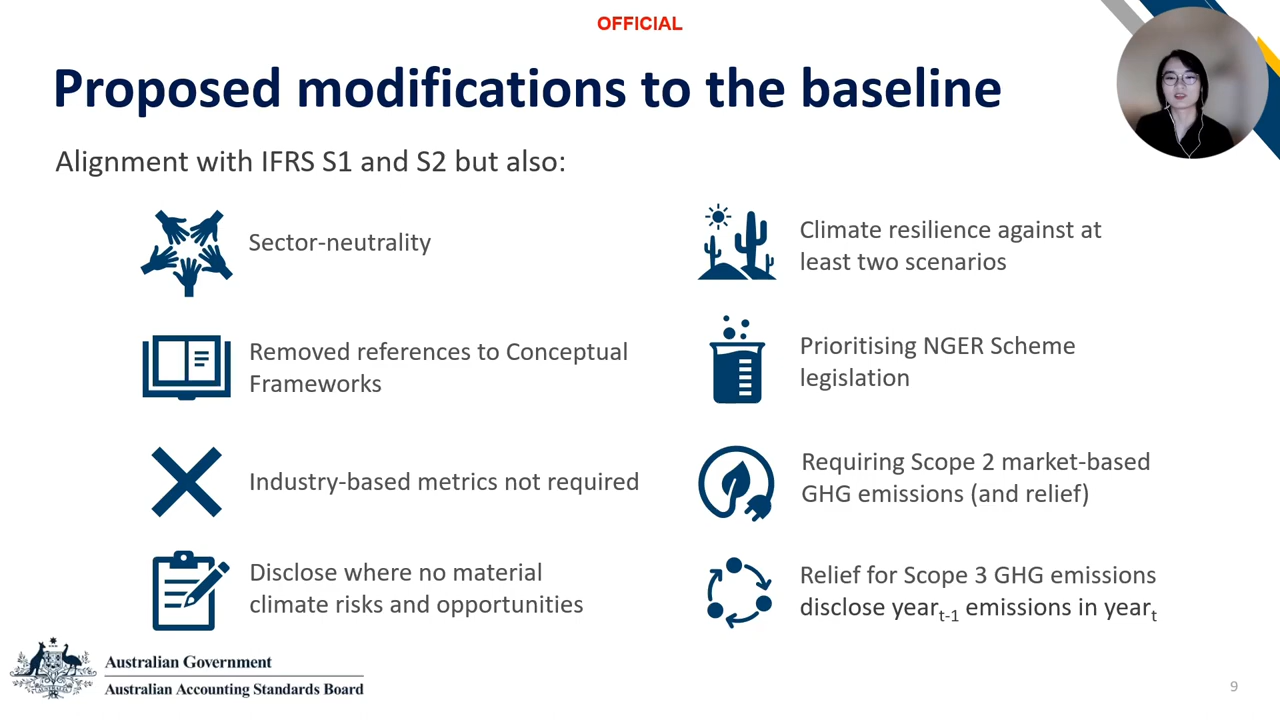 OFFICIAL
Proposed modifications to the baseline
Alignment with IFRS S1 and S2 but also:
Sector-neutrality
Removed references to Conceptual
Frameworks
Industry-based metrics not required
Disclose where no material
climate risks and opportunities
Climate resilience against at
least two scenarios
Prioritising NGER Scheme
legislation
Requiring Scope 2 market-based
GHG emissions (and relief)
Relief for Scope 3 GHG emissions
disclose year t-1 emissions in year t
Australian Government
Australian Accounting Standards Board
9